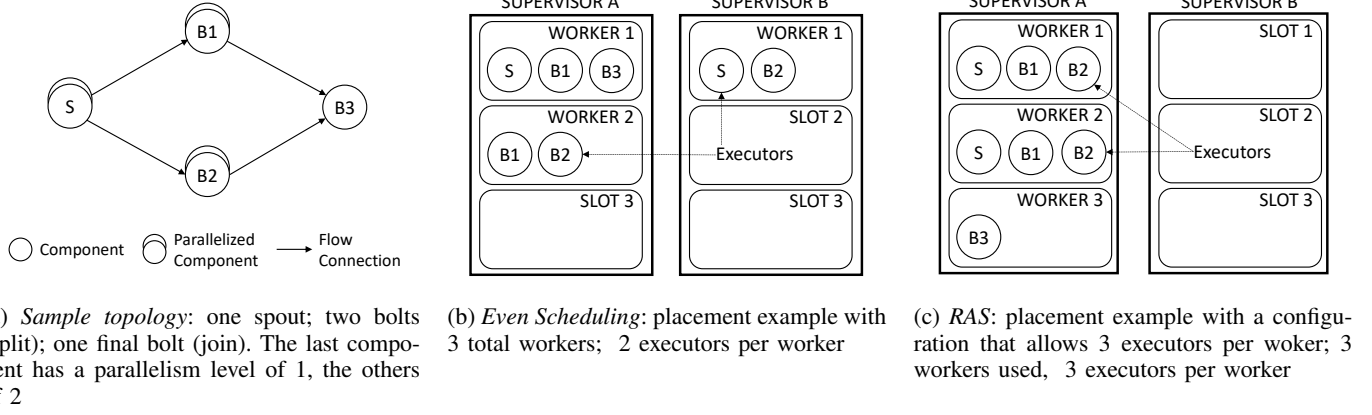 B1
S
B3
B2
Component
Parallelized
Component
Flow
Connection
SUPERVISOR A
WORKER 1
S B1 B3
WORKER 2
B1 B2
SLOT 3
SUPERVISOR B
WORKER 1
S B2
SLOT 2
Executors
SLOT 3
SUPERVISOR A
WORKER 1
S B1 B2
WORKER 2
S B1 B2
WORKER 3
B3
SUPERVISOR B
SLOT 1
SLOT 2
Executors
SLOT 3
) Sample topology: one spout; two bolts
plit); one final bolt (join). The last compo-
ent has a parallelism level of 1, the others
f 2
(b) Even Scheduling: placement example with
3 total workers; 2 executors per worker
(c) RAS: placement example with a configu-
ration that allows 3 executors per woker; 3
workers used, 3 executors per worker